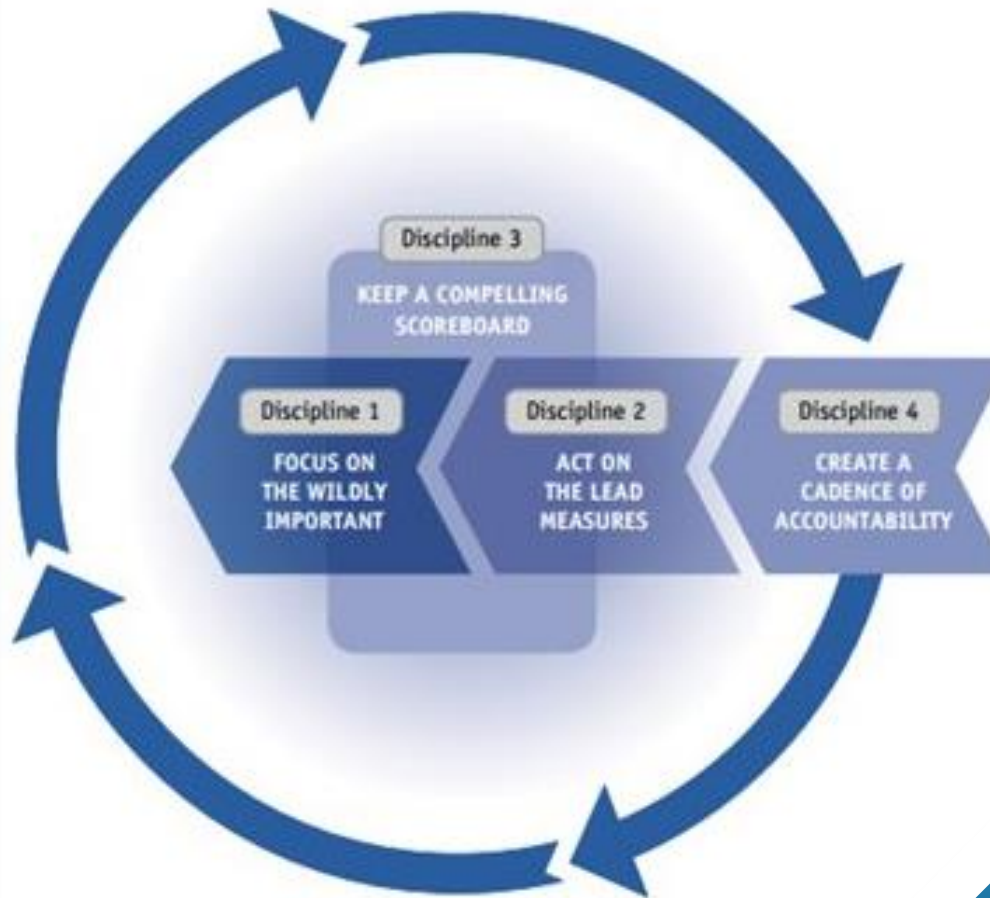 Discipline 3
KEEP A COMPELLING
SCOREBOARD
Discipline 1
FOCUS ON
THE WILDLY
IMPORTANT
Discipline 2
ACT ON
THE LEAD
MEASURES
Discipline 4
CREATE A
CADENCE OF
ACCOUNTABILITY